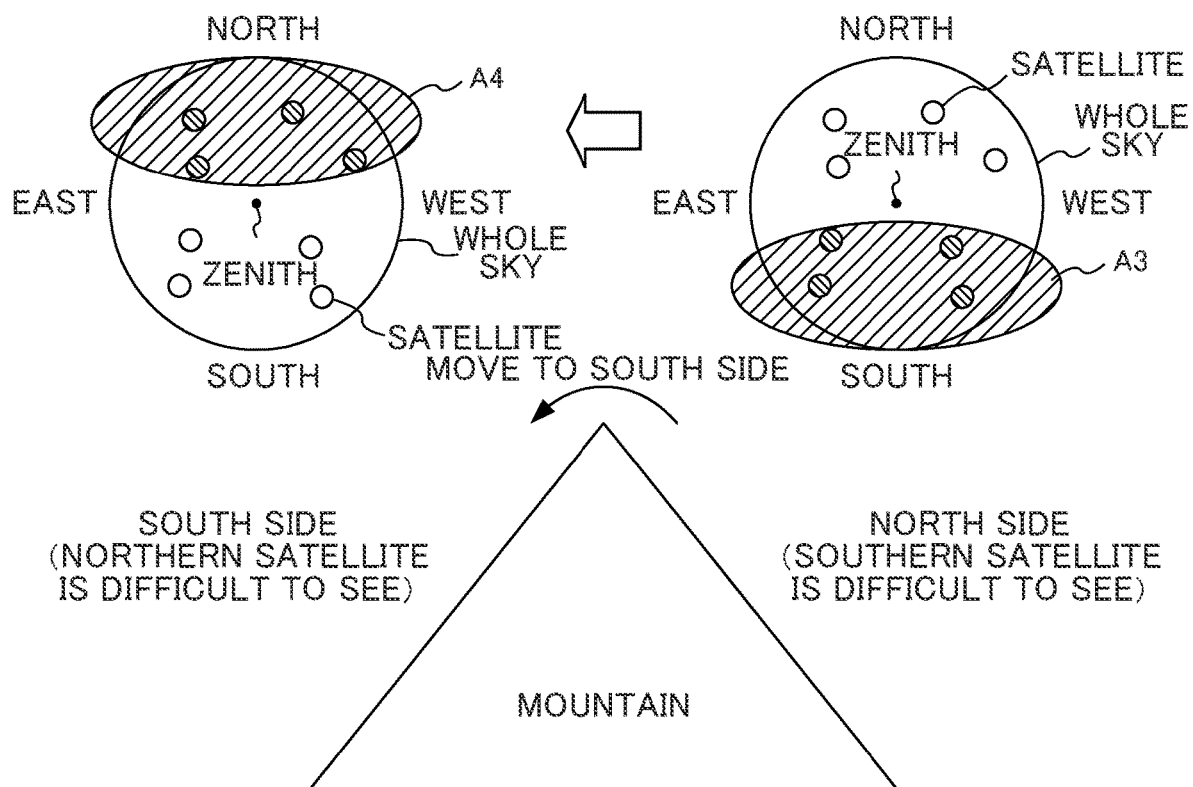 NORTH
A4
EAST
WEST
WHOLE
SKY
ZENITH
SATELLITE
SOUTH
NORTH
SATELLITE
WHOLE
SKY
ZENITH
EAST
WEST
A3
SOUTH
MOVE TO SOUTH SIDE
SOUTH SIDE
(NORTHERN SATELLITE
IS DIFFICULT TO SEE)
NORTH SIDE
(SOUTHERN SATELLITE
IS DIFFICULT TO SEE)
MOUNTAIN